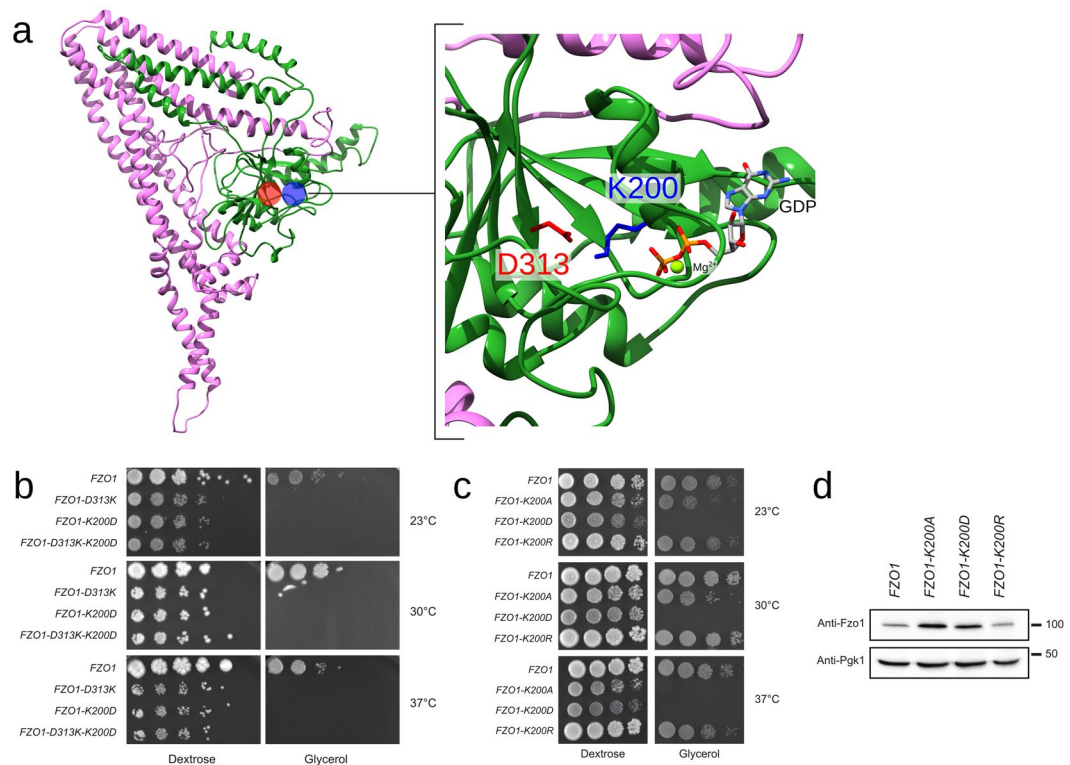 a
K200
GDP
D313
Mg2+
b
FZO1
FZO1-D313K
FZO1-K200D
FZO1-D313K-K200D
23°C
FZO1
FZO1-D313K
FZO1-K200D
FZO1-D313K-K200D
30°C
FZO1
FZO1-D313K
FZO1-K200D
FZO1-D313K-K200D
37°C
Dextrose
Glycerol
c
FZO1
FZO1-K200A
FZO1-K200D
FZO1-K200R
23°C
FZO1
FZO1-K200A
FZO1-K200D
FZO1-K200R
30°C
FZO1
FZO1-K200A
FZO1-K200D
FZO1-K200R
37°C
Dextrose
Glycerol
d
FZO1
FZO1-K200A
FZO1-K200D
FZO1-K200R
Anti-Fzo1
100
50
Anti-Pgk1